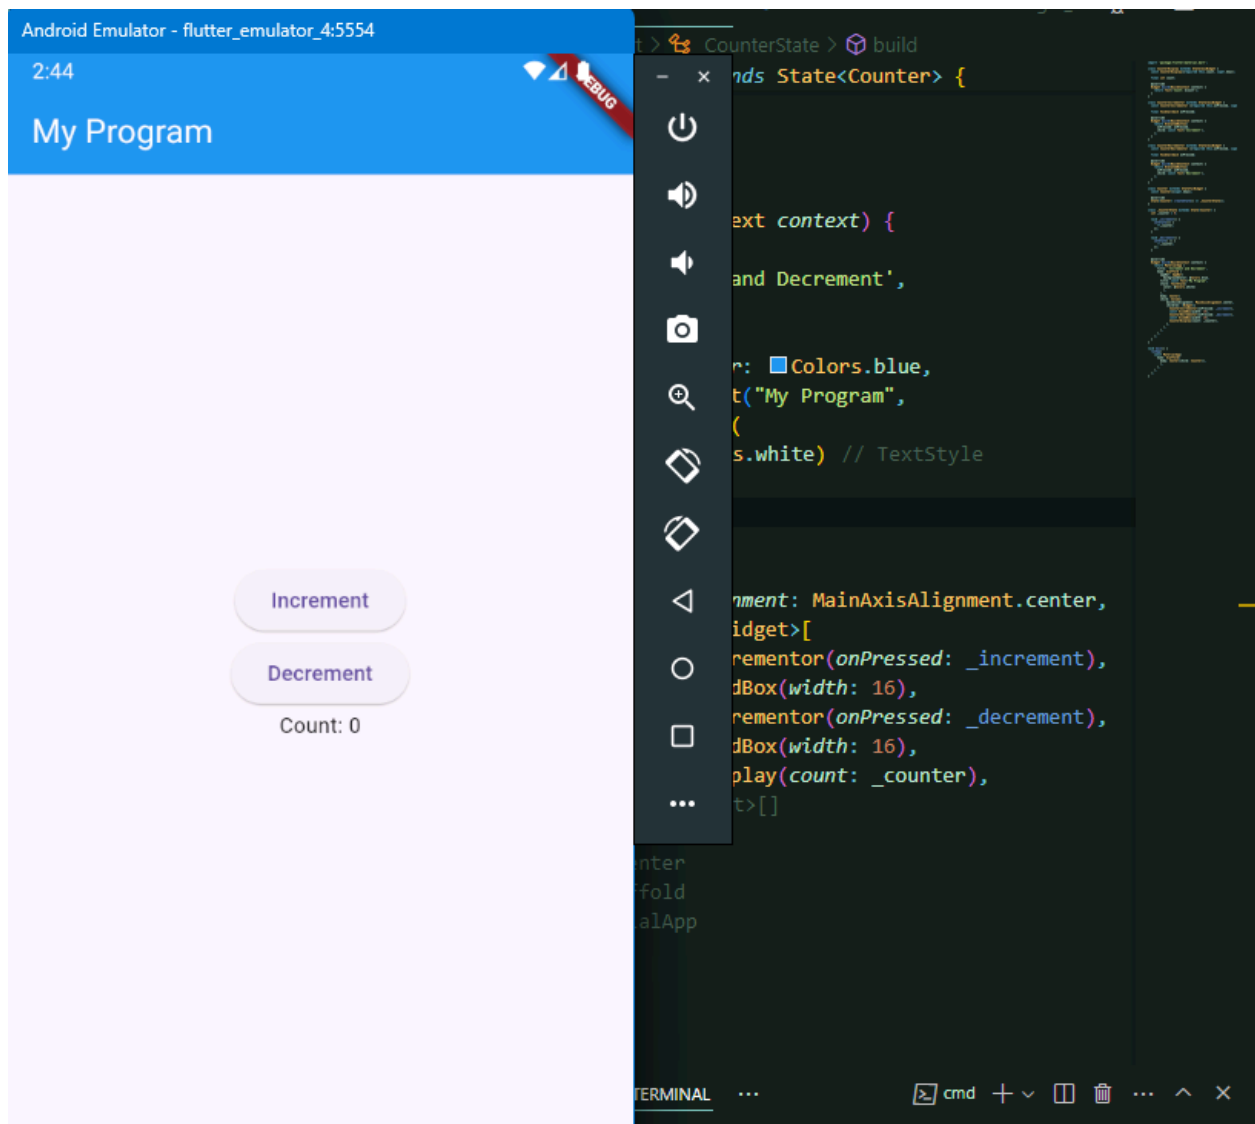 Android Emulator - flutter_emulator_4:5554
2:44
DEBUG
My Program
Increment
Decrement
Count: 0
t > CounterState > build
nds State<Counter> {
ext context) {
and Decrement',
r: Colors.blue,
t("My Program",
(
s.white) // TextStyle
nment: MainAxisAlignment.center,
idget>[
rementor(onPressed: _increment),
dBox(width: 16),
rementor(onPressed: _decrement),
dBox(width: 16),
play(count: _counter),
t>[]
nter
ffold
alApp
TERMINAL ...
cmd